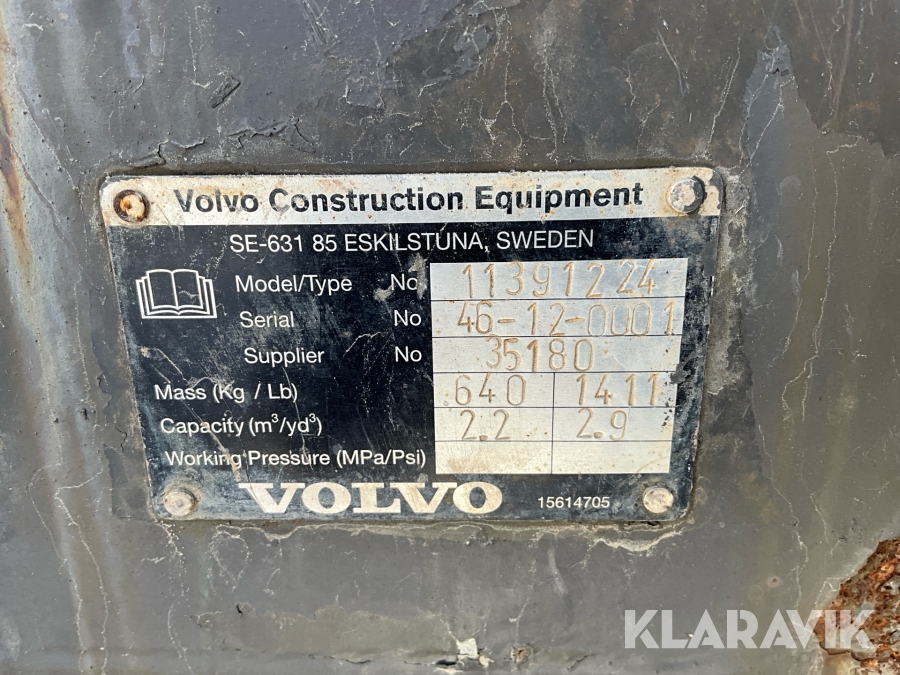 Volvo Construction Equipment
SE-631 85 ESKILSTUNA, SWEDEN
Model/Type No 11391224
Serial No 46-12-0001
Supplier No 35180
Mass (Kg / Lb) 640 1411
Capacity (m³/yd³) 2.2 2.9
Working Pressure (MPa/Psi)
VOLVO 15614705
KLARAVIK